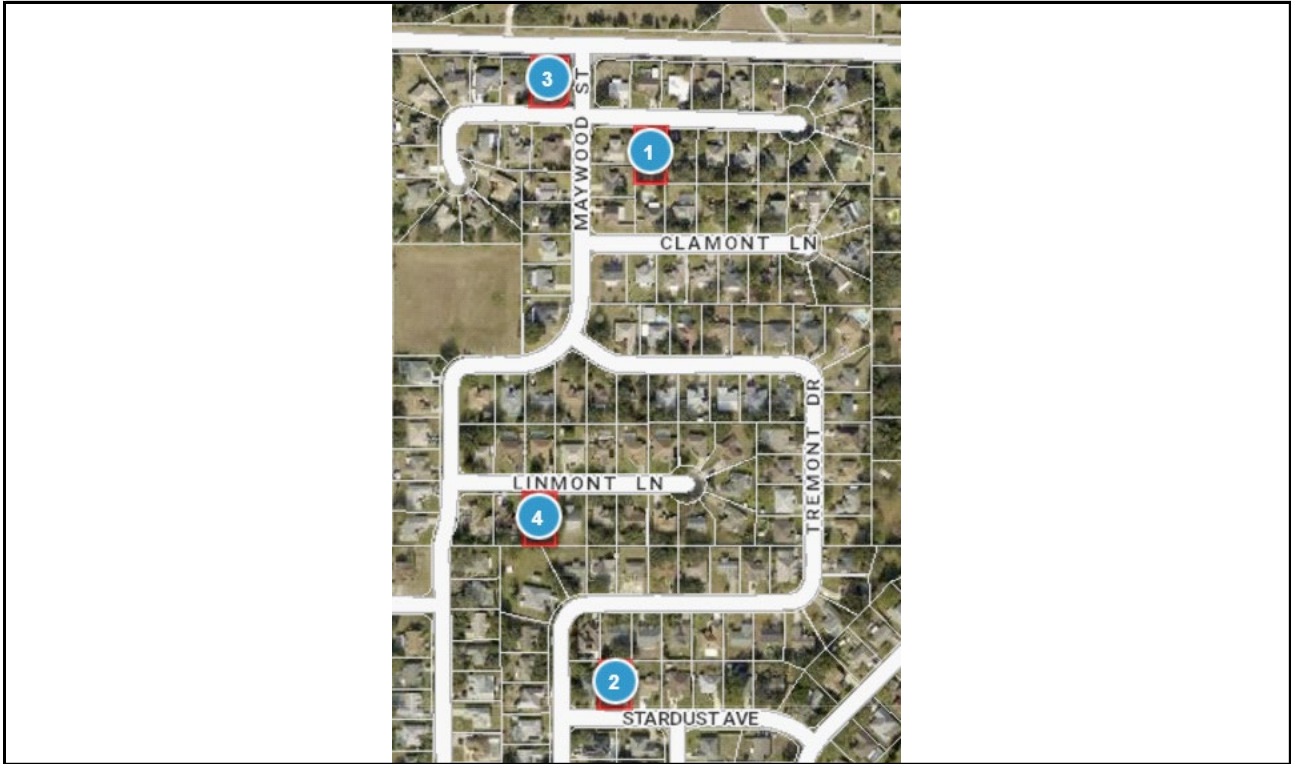 3
MAYWOOD ST
1
CLAMONT LN
TREMONT DR
LINMONT LN
4
2
STARDUST AVE